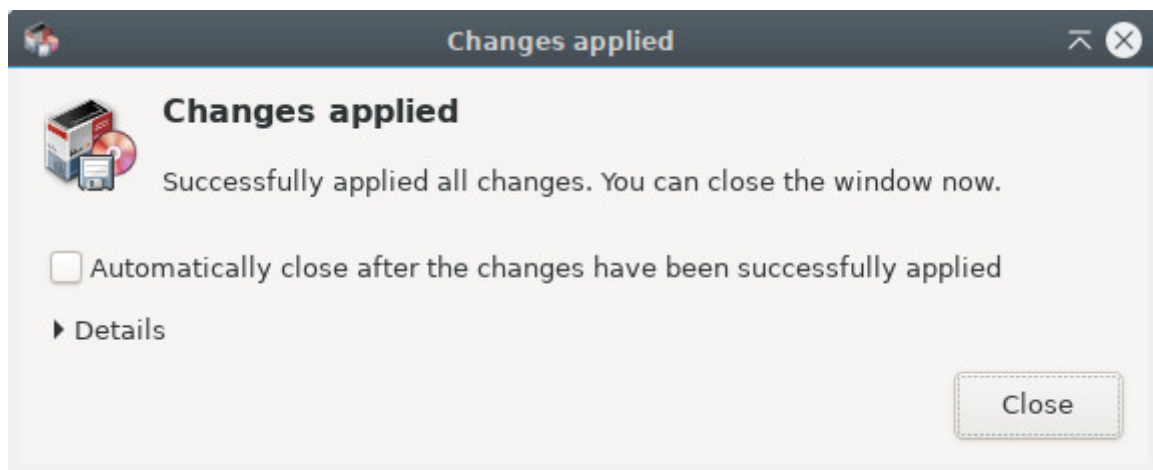 Changes applied
Changes applied
Successfully applied all changes. You can close the window now.
Automatically close after the changes have been successfully applied
Details
Close